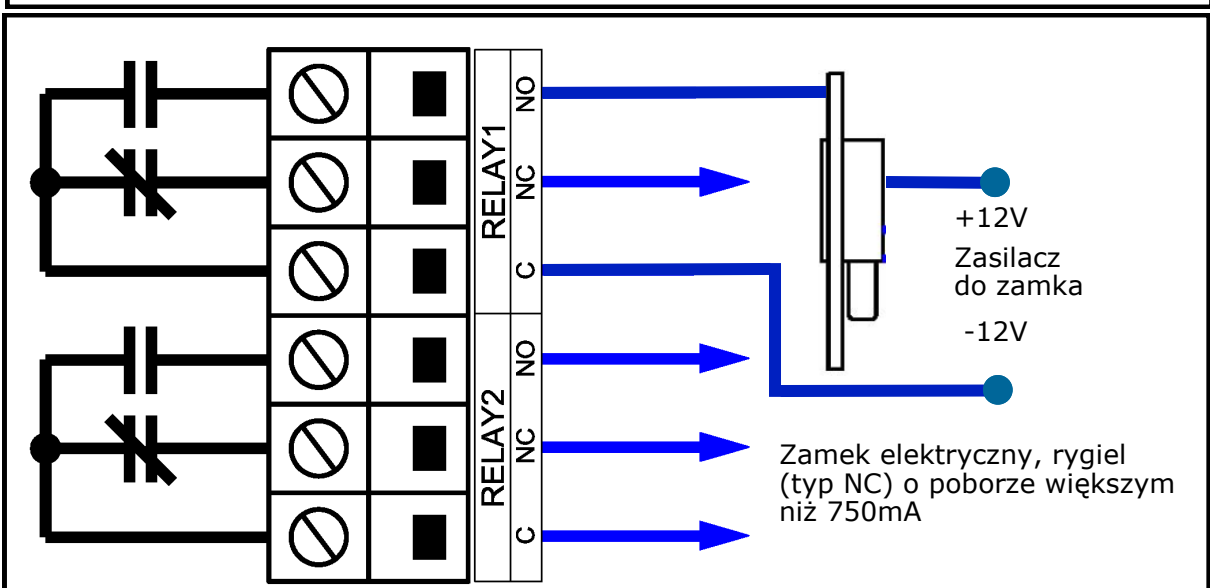 RELAY1
NO
NC
C
RELAY2
NO
NC
C
+12V
Zasilacz
do zamka
-12V
Zamek elektryczny, rygiel
(typ NC) o poborze większym
niż 750mA